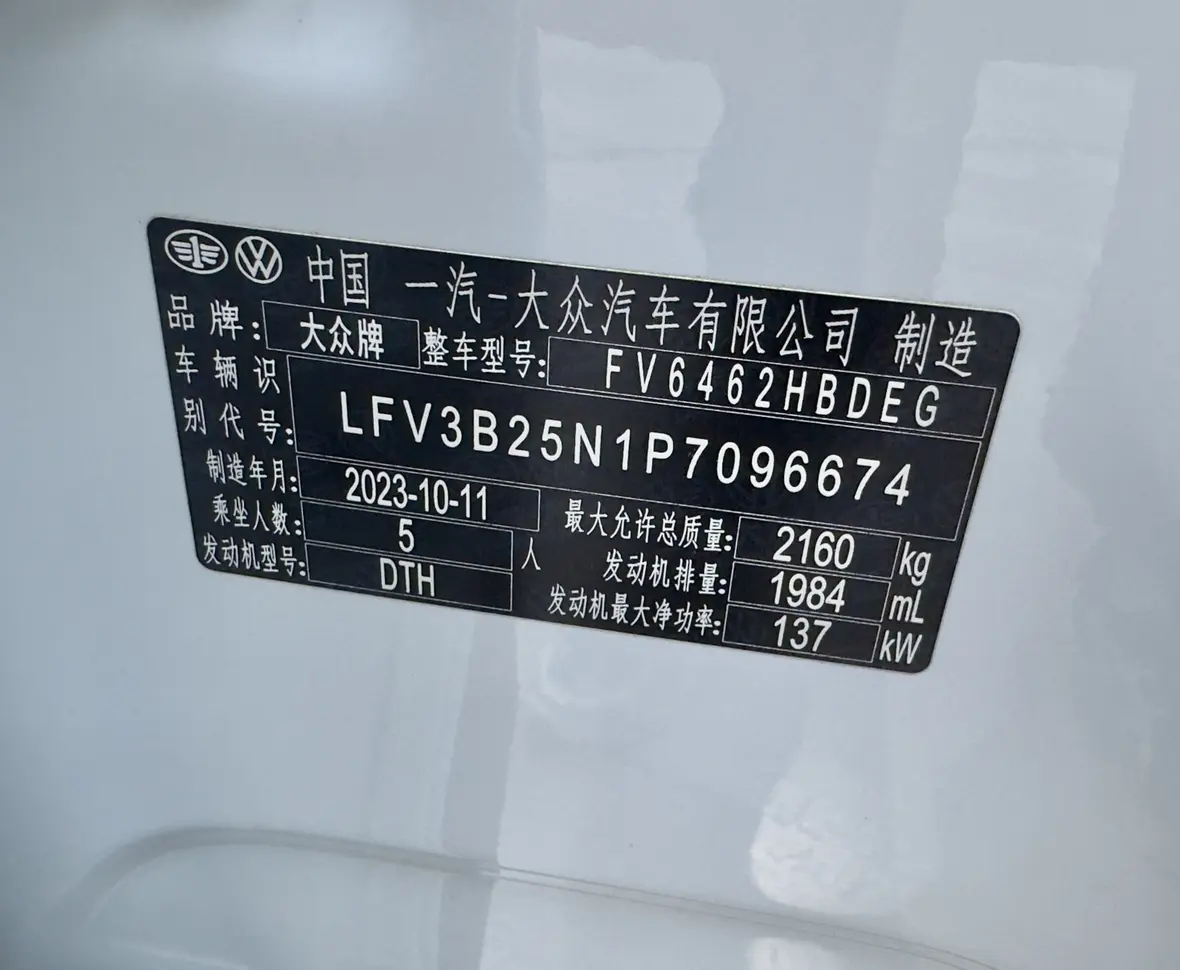 中国 一汽-大众汽车有限公司 制造
品牌: 大众牌 整车型号: FV6462HBDEG
车辆识别代号: LFV3B25N1P7096674
制造年月: 2023-10-11 最大允许总质量: 2160 kg
乘坐人数: 5 人 发动机排量: 1984 mL
发动机型号: DTH 发动机最大净功率: 137 kW